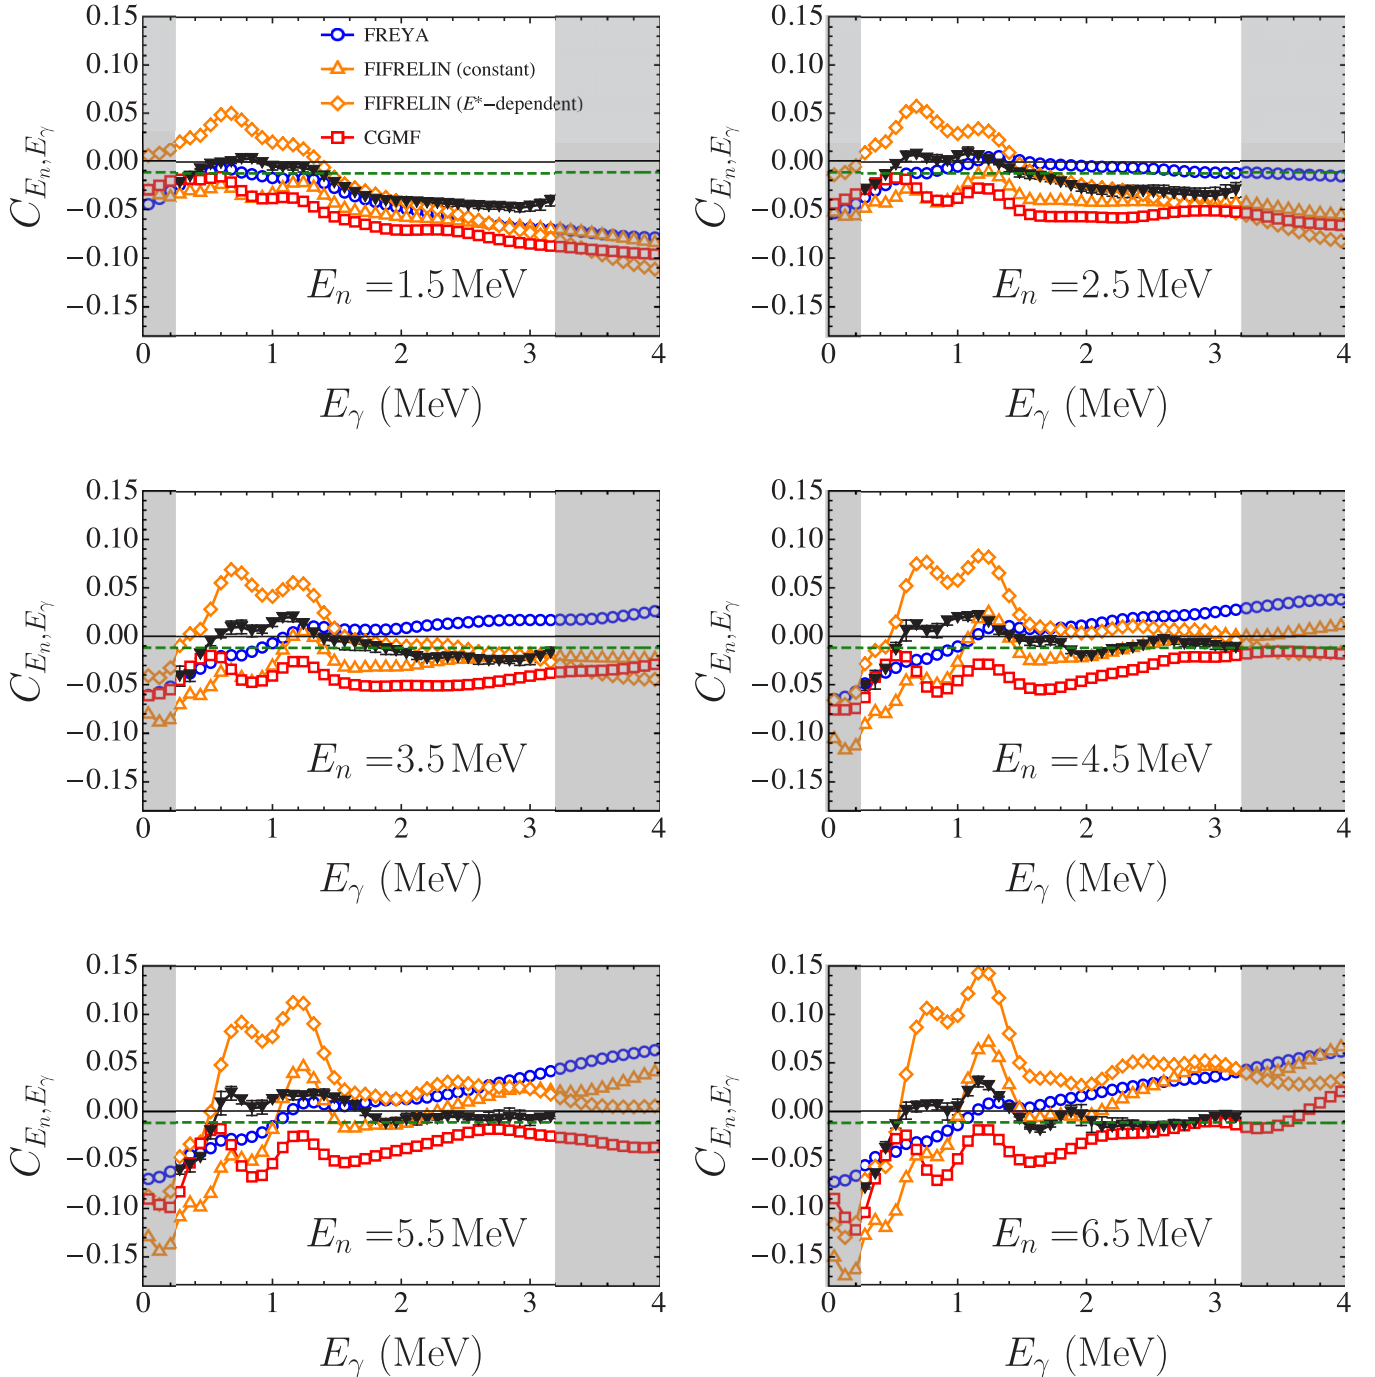 0.15
0.10
0.05
0.00
−0.05
−0.10
−0.15
C_{E_n, E_γ}
FREYA
FIFRELIN (constant)
FIFRELIN (E*−dependent)
CGMF
E_n =1.5 MeV
0 1 2 3 4
E_γ (MeV)
0.15
0.10
0.05
0.00
−0.05
−0.10
−0.15
C_{E_n, E_γ}
E_n =2.5 MeV
0 1 2 3 4
E_γ (MeV)
0.15
0.10
0.05
0.00
−0.05
−0.10
−0.15
C_{E_n, E_γ}
E_n =3.5 MeV
0 1 2 3 4
E_γ (MeV)
0.15
0.10
0.05
0.00
−0.05
−0.10
−0.15
C_{E_n, E_γ}
E_n =4.5 MeV
0 1 2 3 4
E_γ (MeV)
0.15
0.10
0.05
0.00
−0.05
−0.10
−0.15
C_{E_n, E_γ}
E_n =5.5 MeV
0 1 2 3 4
E_γ (MeV)
0.15
0.10
0.05
0.00
−0.05
−0.10
−0.15
C_{E_n, E_γ}
E_n =6.5 MeV
0 1 2 3 4
E_γ (MeV)